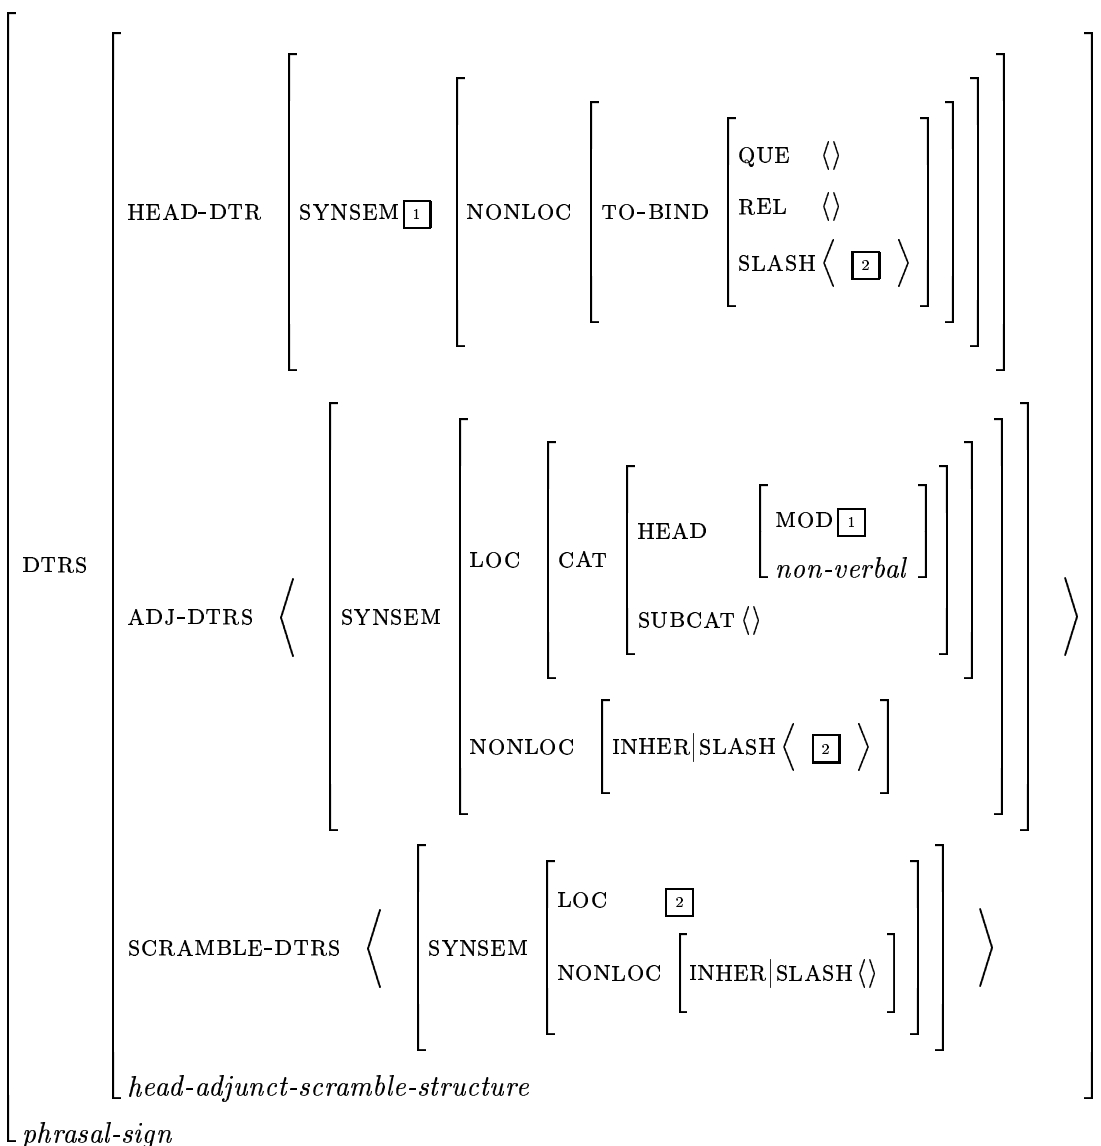 QUE ⟨⟩
HEAD-DTR SYNSEM 1 NONLOC TO-BIND REL ⟨⟩
SLASH ⟨ 2 ⟩
HEAD MOD 1
non-verbal
LOC CAT
DTRS
ADJ-DTRS ⟨ SYNSEM SUBCAT ⟨⟩ ⟩
NONLOC INHER|SLASH ⟨ 2 ⟩
LOC 2
SCRAMBLE-DTRS ⟨ SYNSEM ⟩
NONLOC INHER|SLASH ⟨⟩
head-adjunct-scramble-structure
phrasal-sign